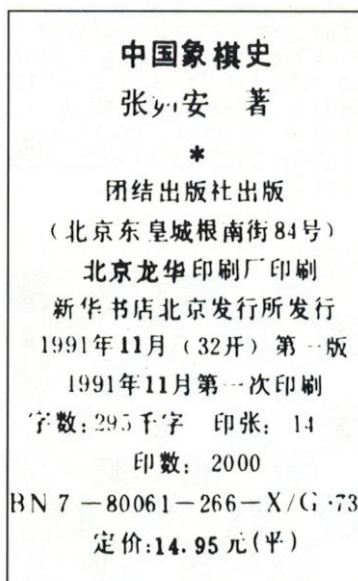 中国象棋史
张 安 著
*
团结出版社出版
(北京东皇城根南街84号)
北京龙华印刷厂印刷
新华书店北京发行所发行
1991年11月(32开)第一版
1991年11月第一次印刷
字数:295千字 印张:14
印数:2000
BN 7-80061-266-X/G·73
定价:14.95元(平)